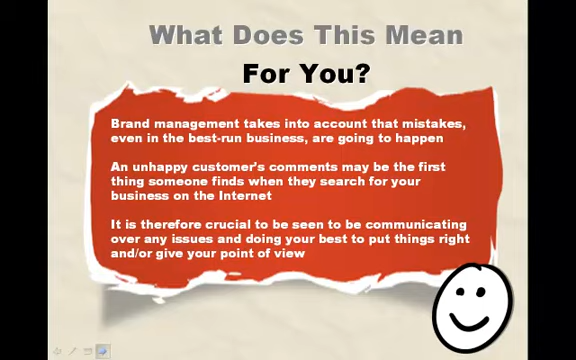 What Does This Mean
For You?
Brand management takes into account that mistakes,
even in the best-run business, are going to happen
An unhappy customer's comments may be the first
thing someone finds when they search for your
business on the Internet
It is therefore crucial to be seen to be communicating
over any issues and doing your best to put things right
and/or give your point of view